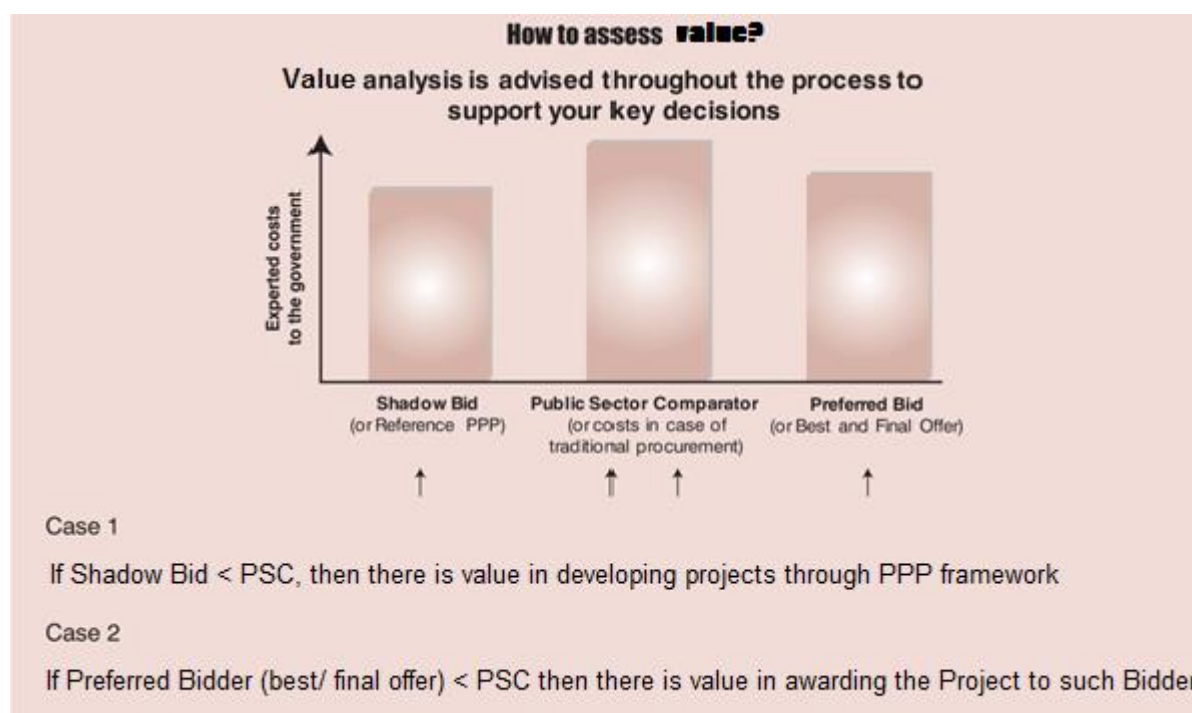 How to assess value?
Value analysis is advised throughout the process to
support your key decisions
Experted costs
to the government
Shadow Bid
(or Reference PPP)
Public Sector Comparator
(or costs in case of
traditional procurement)
Preferred Bid
(or Best and Final Offer)
Case 1
If Shadow Bid < PSC, then there is value in developing projects through PPP framework
Case 2
If Preferred Bidder (best/ final offer) < PSC then there is value in awarding the Project to such Bidder